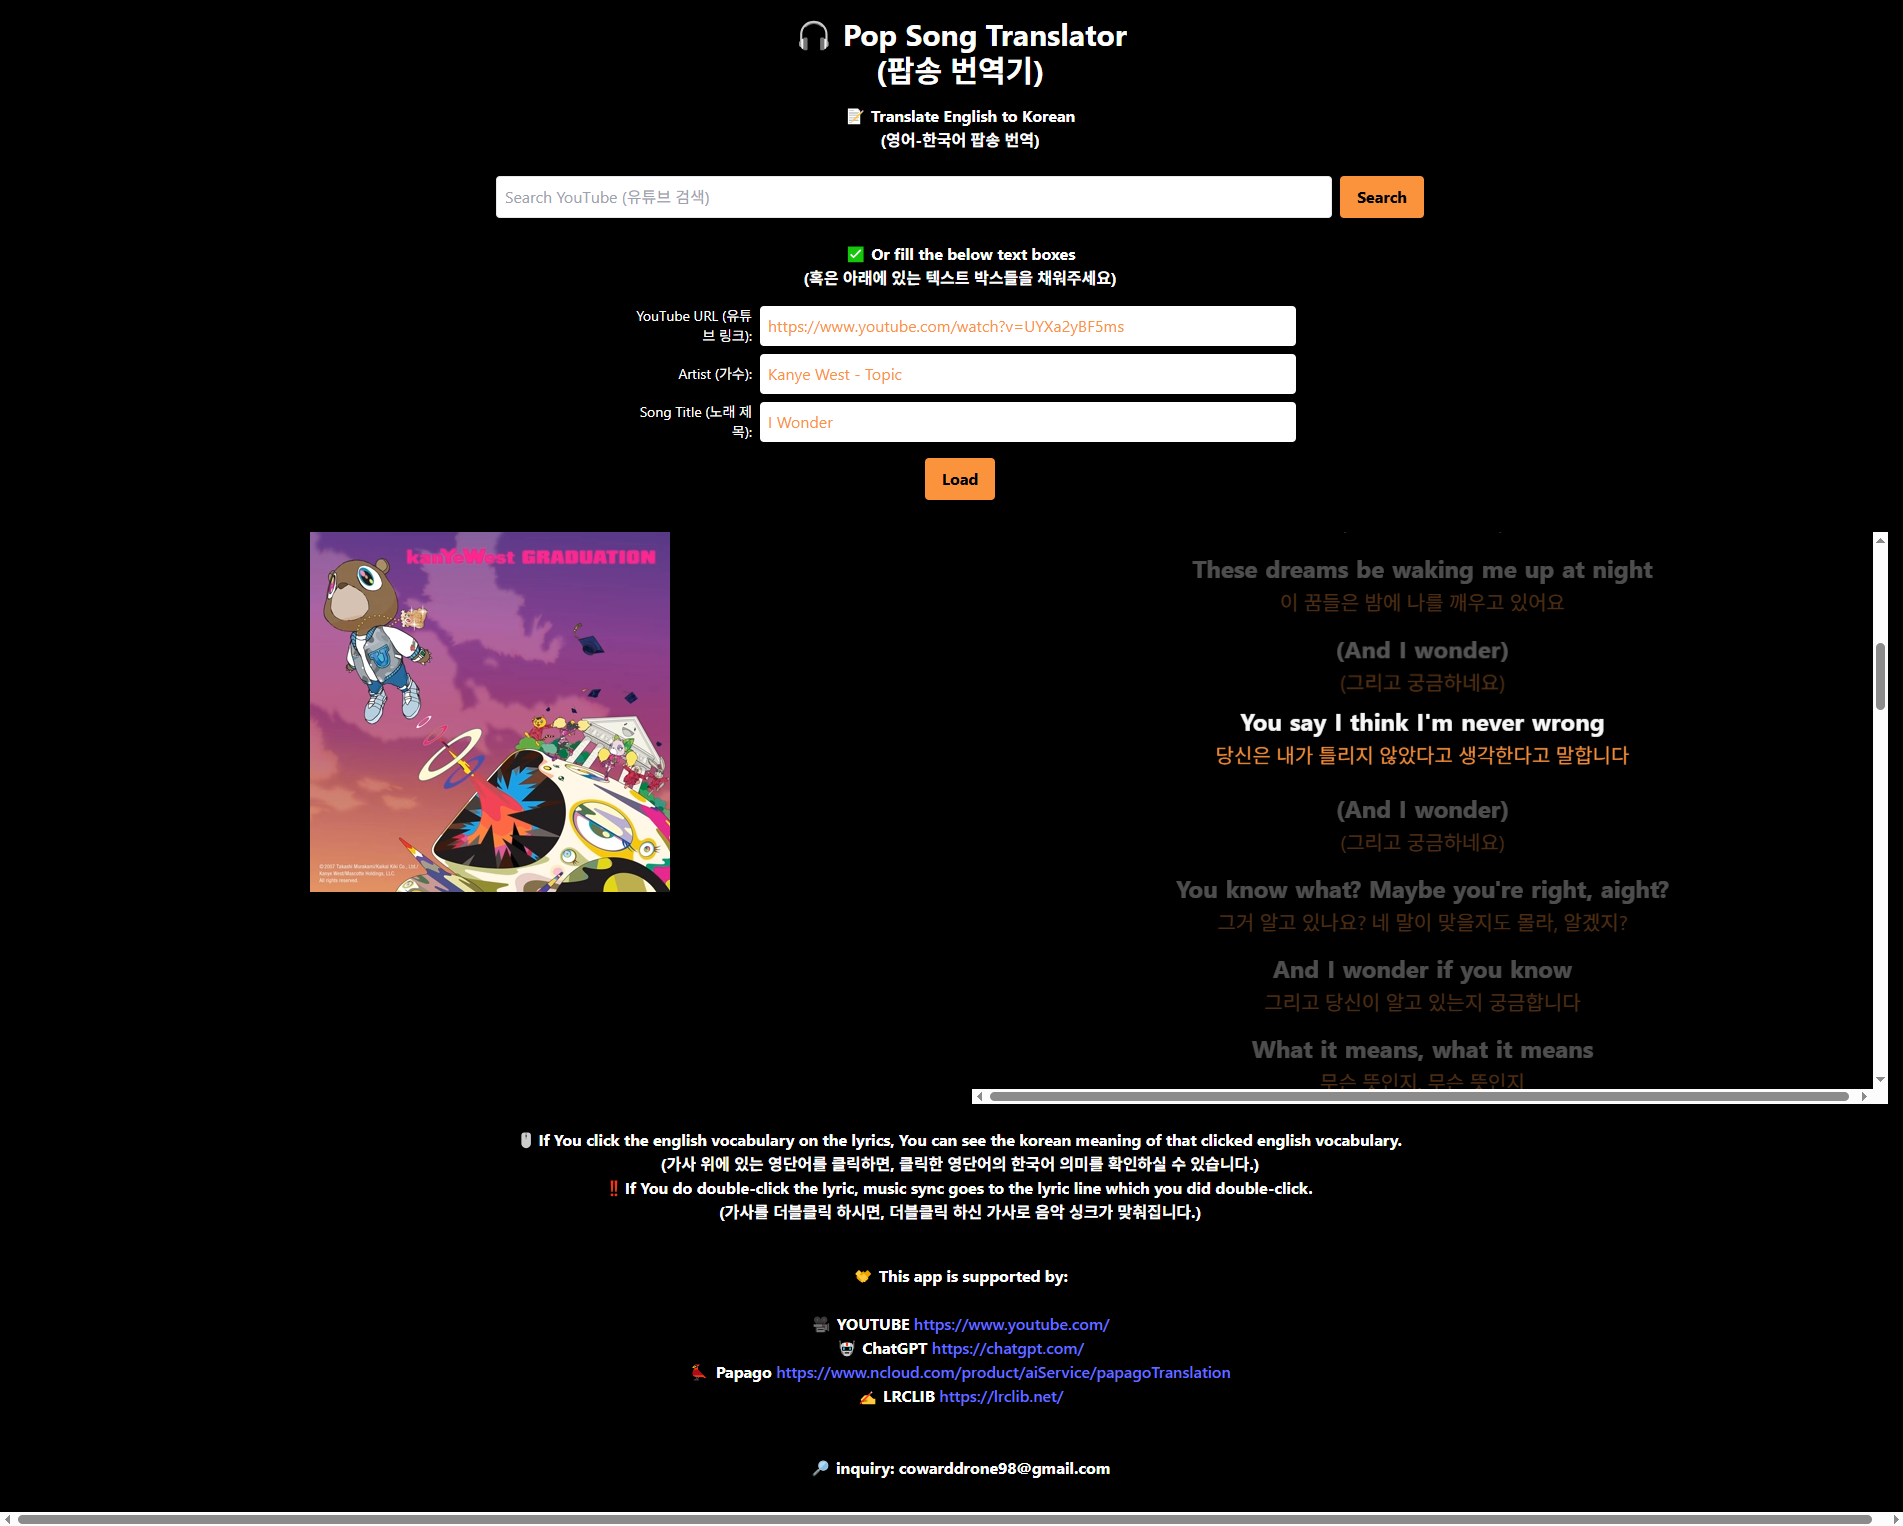 🎧 Pop Song Translator
(팝송 번역기)
📝 Translate English to Korean
(영어-한국어 팝송 번역)
Search YouTube (유튜브 검색)
Search
✅ Or fill the below text boxes
(혹은 아래에 있는 텍스트 박스들을 채워주세요)
YouTube URL (유튜
브 링크):
https://www.youtube.com/watch?v=UYXa2yBF5ms
Artist (가수):
Kanye West - Topic
Song Title (노래 제
목):
I Wonder
Load
kanYeWest GRADUATION
©2007 Takashi Murakami/Kaikai Kiki Co., Ltd./
Kanye West/Mascotte Holdings, LLC.
All rights reserved.
These dreams be waking me up at night
이 꿈들은 밤에 나를 깨우고 있어요
(And I wonder)
(그리고 궁금하네요)
You say I think I'm never wrong
당신은 내가 틀리지 않았다고 생각한다고 말합니다
(And I wonder)
(그리고 궁금하네요)
You know what? Maybe you're right, aight?
그거 알고 있나요? 네 말이 맞을지도 몰라, 알겠지?
And I wonder if you know
그리고 당신이 알고 있는지 궁금합니다
What it means, what it means
무슨 뜻인지, 무슨 뜻인지
🖱️ If You click the english vocabulary on the lyrics, You can see the korean meaning of that clicked english vocabulary.
(가사 위에 있는 영단어를 클릭하면, 클릭한 영단어의 한국어 의미를 확인하실 수 있습니다.)
‼️ If You do double-click the lyric, music sync goes to the lyric line which you did double-click.
(가사를 더블클릭 하시면, 더블클릭 하신 가사로 음악 싱크가 맞춰집니다.)
🤝 This app is supported by:
🎥 YOUTUBE https://www.youtube.com/
🤖 ChatGPT https://chatgpt.com/
🐦 Papago https://www.ncloud.com/product/aiService/papagoTranslation
✍️ LRCLIB https://lrclib.net/
🔎 inquiry: cowarddrone98@gmail.com